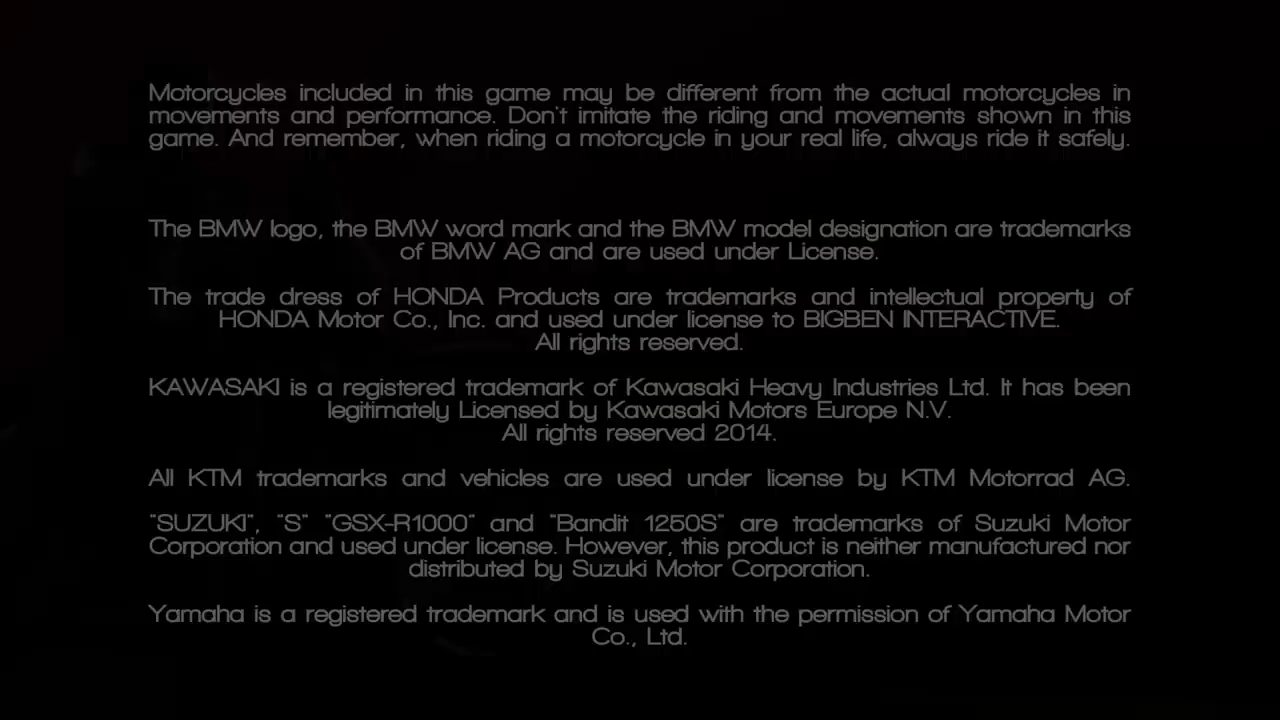 Motorcycles included in this game may be different from the actual motorcycles in
movements and performance. Don't imitate the riding and movements shown in this
game. And remember, when riding a motorcycle in your real life, always ride it safely.
The BMW logo, the BMW word mark and the BMW model designation are trademarks
of BMW AG and are used under License.
The trade dress of HONDA Products are trademarks and intellectual property of
HONDA Motor Co., Inc. and used under license to BIGBEN INTERACTIVE.
All rights reserved.
KAWASAKI is a registered trademark of Kawasaki Heavy Industries Ltd. It has been
legitimately Licensed by Kawasaki Motors Europe N.V.
All rights reserved 2014.
All KTM trademarks and vehicles are used under license by KTM Motorrad AG.
"SUZUKI", "S" "GSX-R1000" and "Bandit 1250S" are trademarks of Suzuki Motor
Corporation and used under license. However, this product is neither manufactured nor
distributed by Suzuki Motor Corporation.
Yamaha is a registered trademark and is used with the permission of Yamaha Motor
Co., Ltd.